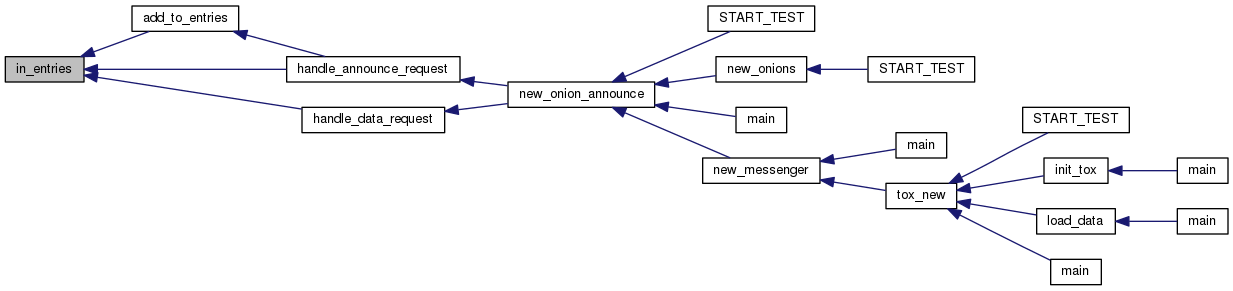 in_entries
add_to_entries
handle_announce_request
handle_data_request
new_onion_announce
START_TEST
new_onions
START_TEST
main
new_messenger
main
tox_new
START_TEST
init_tox
main
load_data
main
main